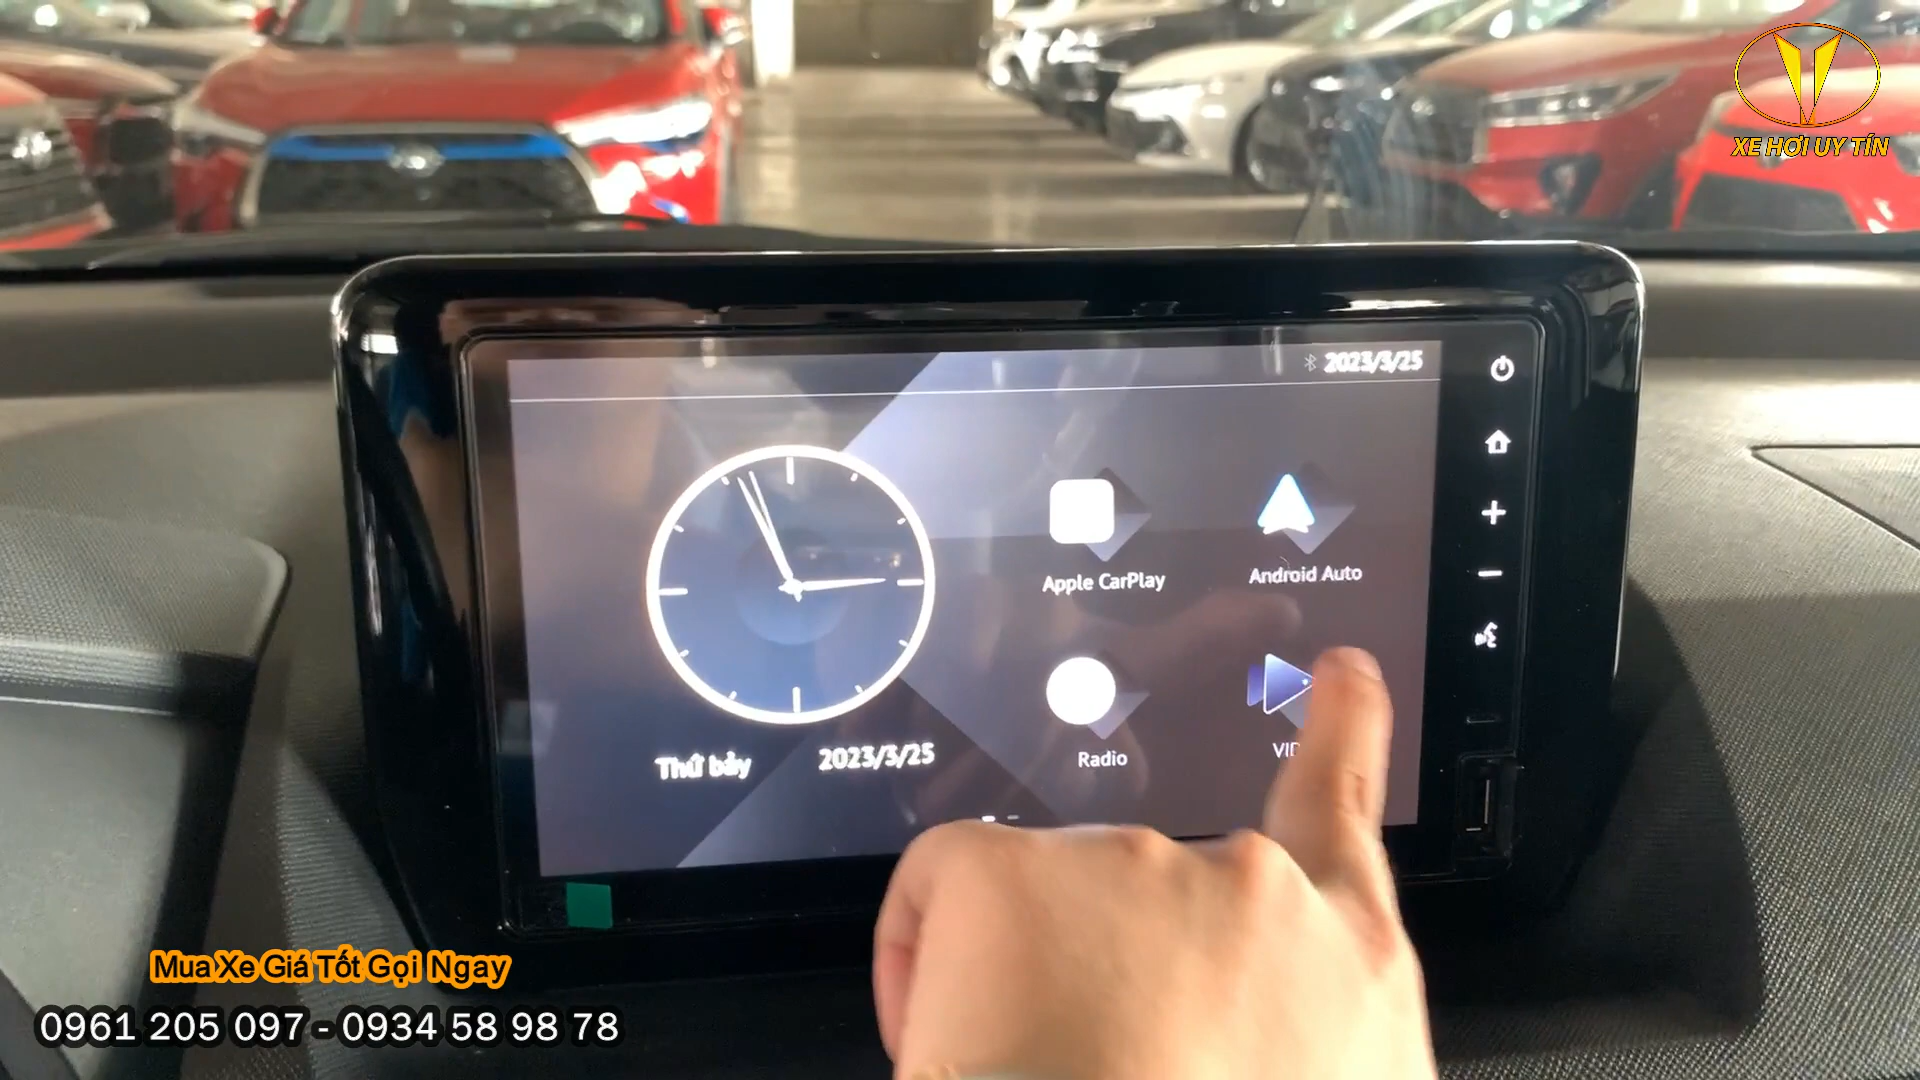 XE HƠI UY TÍN
2023/3/25
Apple CarPlay
Android Auto
Radio
VID
Thứ bảy
2023/3/25
Mua Xe Giá Tốt Gọi Ngay
0961 205 097 - 0934 58 98 78